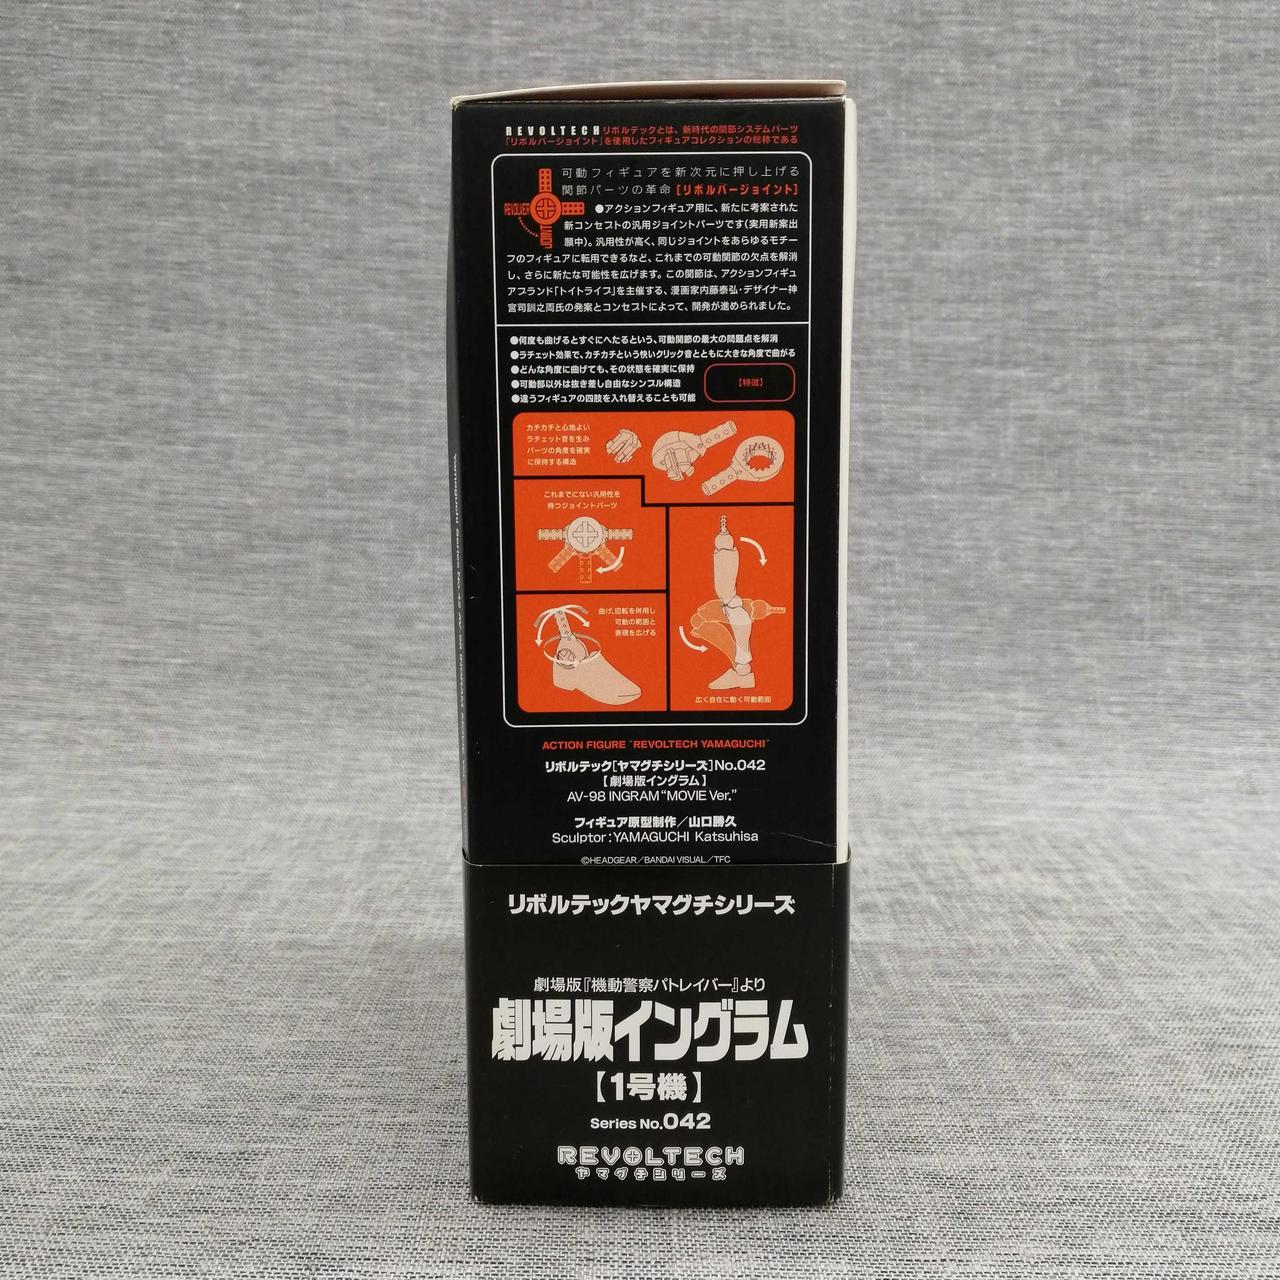 REVOLTECH リボルテックとは、新時代の関節システムパーツ
「リボルバージョイント」を使用したフィギュアコレクションの総称である
可動フィギュアを新次元に押し上げる
関節パーツの革命【リボルバージョイント】
REVOLVER
JOINT
●アクションフィギュア用に、新たに考案された
新コンセプトの汎用ジョイントパーツです(実用新案出
願中)。汎用性が高く、同じジョイントをあらゆるモチー
フのフィギュアに転用できるなど、これまでの可動関節の欠点を解消
し、さらに新たな可能性を広げます。この関節は、アクションフィギュ
アブランド「トイトライブ」を主催する、漫画家内藤泰弘・デザイナー神
宮司訓之両氏の発案とコンセプトによって、開発が進められました。
●何度も曲げるとすぐにへたるという、可動関節の最大の問題点を解消
●ラチェット効果で、カチカチという快いクリック音とともに大きな角度で曲がる
●どんな角度に曲げても、その状態を確実に保持
●可動部以外は抜き差し自由なシンプル構造
●違うフィギュアの四肢を入れ替えることも可能
【特徴】
カチカチと心地よい
ラチェット音を生み
パーツの角度を確実
に保持する構造
これまでにない汎用性を
持つジョイントパーツ
曲げ、回転を併用し
可動の範囲と
表現を広げる
広く自在に動く可動範囲
ACTION FIGURE "REVOLTECH YAMAGUCHI"
リボルテック[ヤマグチシリーズ]No.042
【劇場版イングラム】
AV-98 INGRAM "MOVIE Ver."
フィギュア原型制作／山口勝久
Sculptor:YAMAGUCHI Katsuhisa
©HEADGEAR／BANDAI VISUAL／TFC
リボルテックヤマグチシリーズ
劇場版『機動警察パトレイバー』より
劇場版イングラム
【1号機】
Series No.042
REVOLTECH
ヤマグチシリーズ